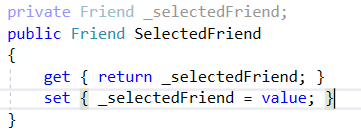 private Friend _selectedFriend;
public Friend SelectedFriend
{
    get { return _selectedFriend; }
    set { _selectedFriend = value; }
}